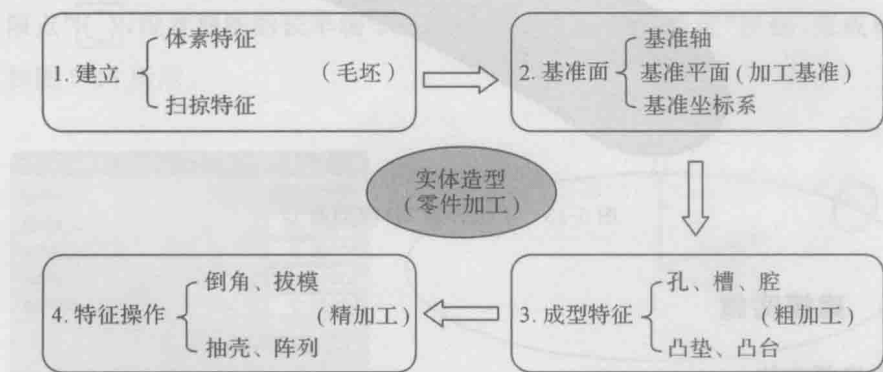 体素特征
1. 建立 (毛坯)
扫掠特征
基准轴
2. 基准面 基准平面 (加工基准)
基准坐标系
实体造型
(零件加工)
倒角、拔模
4. 特征操作 (精加工)
抽壳、阵列
孔、槽、腔
3. 成型特征 (粗加工)
凸垫、凸台